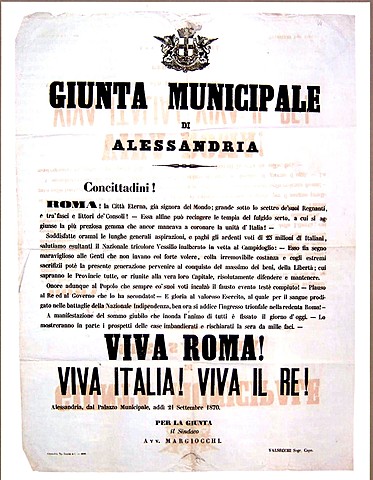 GIUNTA MUNICIPALE
DI
ALESSANDRIA
Concittadini!
ROMA! la Città Eterna, già signora del Mondo; grande sotto lo scettro de'suoi Regnanti,
e tra' fasci e littori de'Consoli! — Essa alfine può recingere le tempia del fulgido serto, a cui si ag-
giunse la più preziosa gemma che ancor mancava a coronare la unità d'Italia! —
Soddisfatte oramai le lunghe generali aspirazioni, e paghi gli ardenti voti di 25 milioni di Italiani,
salutiamo esultanti il Nazionale tricolore Vessillo inalberato in vetta al Campidoglio: — Esso fia segno
maraviglioso alle Genti che non invano col forte volere, colla irremovibile costanza e cogli estremi
sacrifizi potè la presente generazione pervenire al conquisto del massimo dei beni, della Libertà; cui
sapranno le Provincie tutte, or riunite alla vera loro Capitale, risolutamente difendere e mantenere.
Onore adunque al Popolo che sempre co'suoi voti incalzò il fausto evento testè compiuto! — Plauso
al Re ed al Governo che lo ha secondato! — E gloria al valoroso Esercito, al quale per il sangue prodi-
gato nelle battaglie della Nazionale Indipendenza, ben ora si addice l'ingresso trionfale nella redenta Roma! —
A manifestazione del sommo giubilo che inonda l'animo di tutti è fissato il giorno d'oggi. — Lo
mostreranno in parte i prospetti delle case imbandierati e rischiarati la sera da mille faci. —
VIVA ROMA!
VIVA ITALIA! VIVA IL RE!
Alessandria, dal Palazzo Municipale, addì 21 Settembre 1870.
PER LA GIUNTA
il Sindaco
Avv. MARGIOCCHI.
VALSECCHI Segr. Capo.